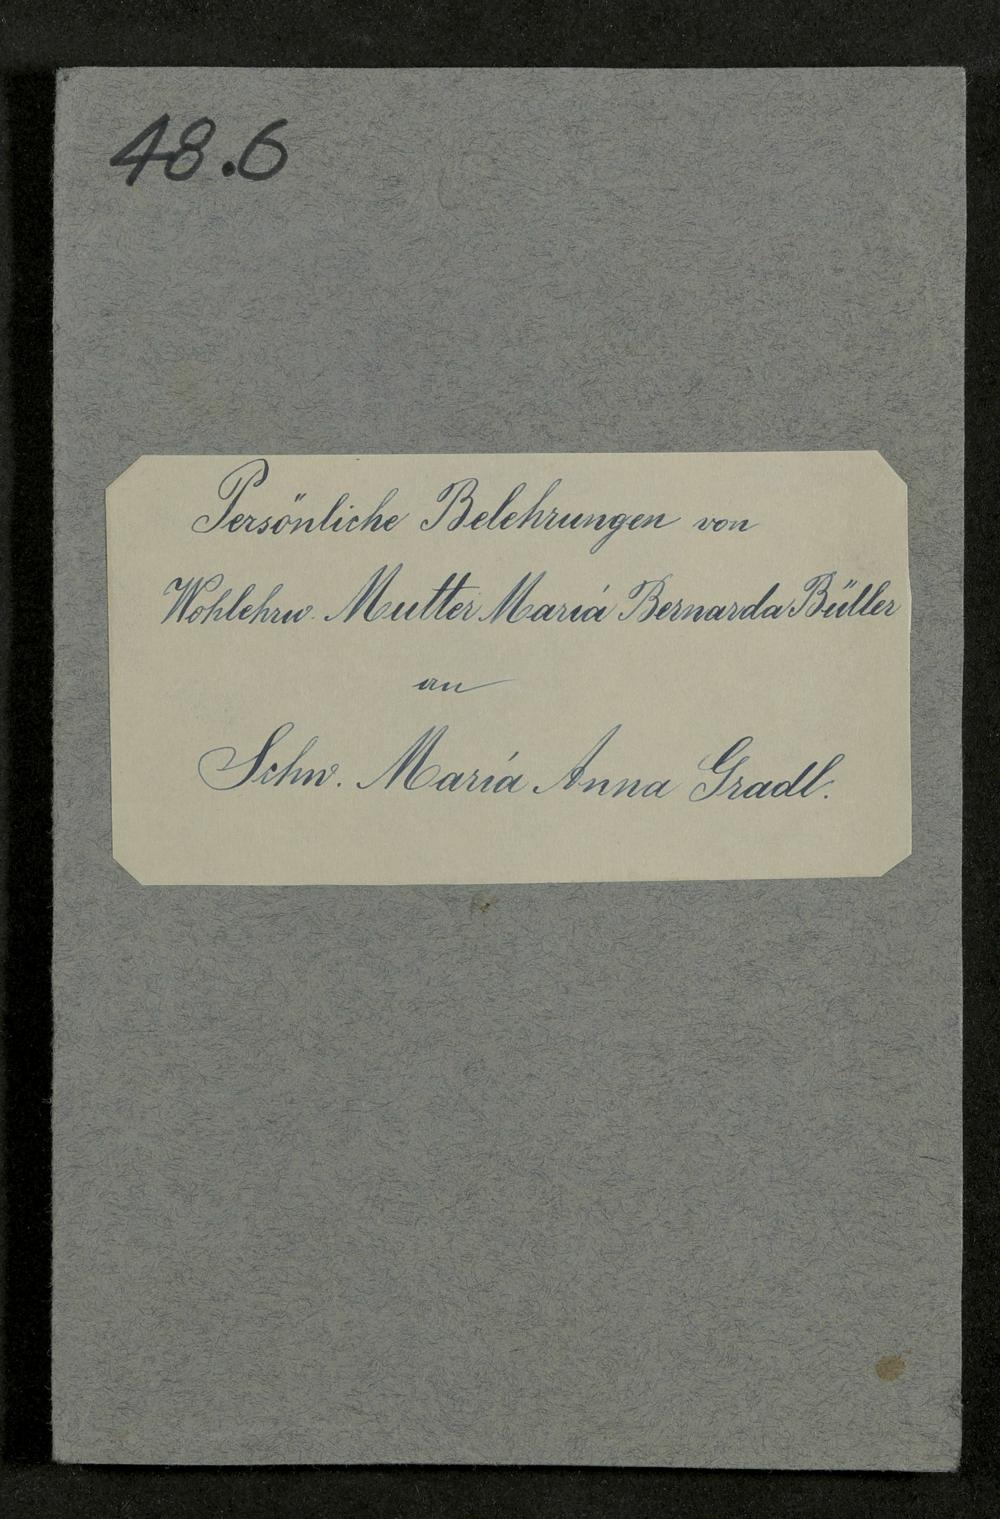 48.6
Persönliche Belehrungen von
Wohlehrw. Mutter Maria Bernarda Bütler
an
Schw. Maria Anna Gradl.